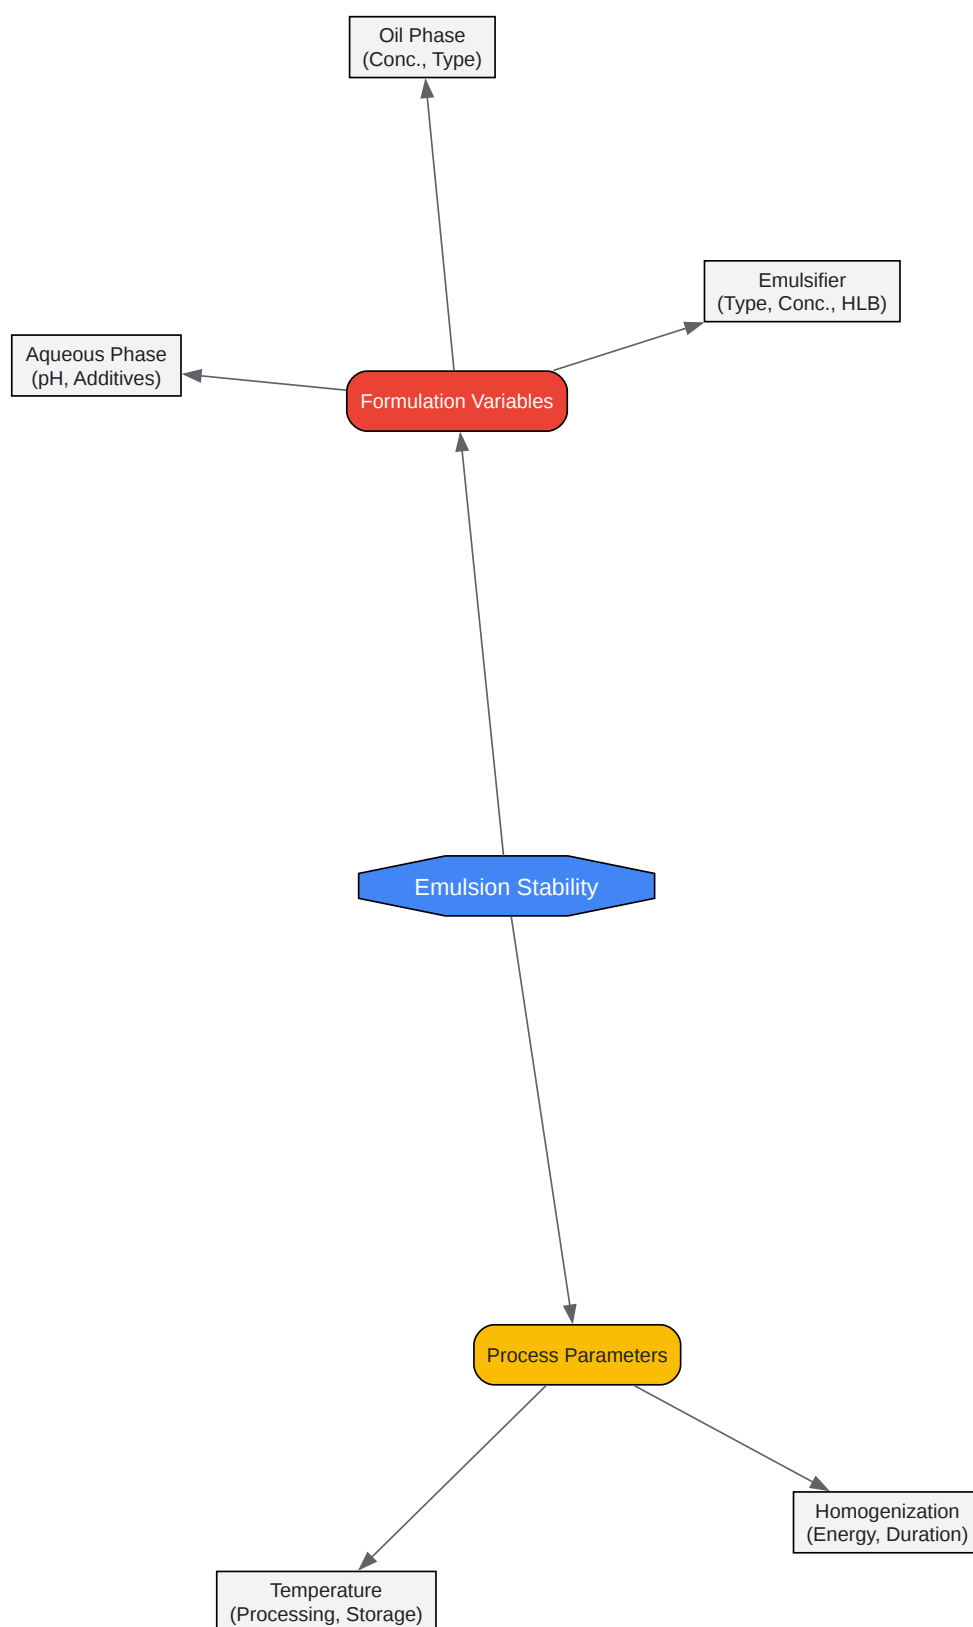 Oil Phase
(Conc., Type)
Emulsifier
(Type, Conc., HLB)
Aqueous Phase
(pH, Additives)
Formulation Variables
Emulsion Stability
Process Parameters
Homogenization
(Energy, Duration)
Temperature
(Processing, Storage)